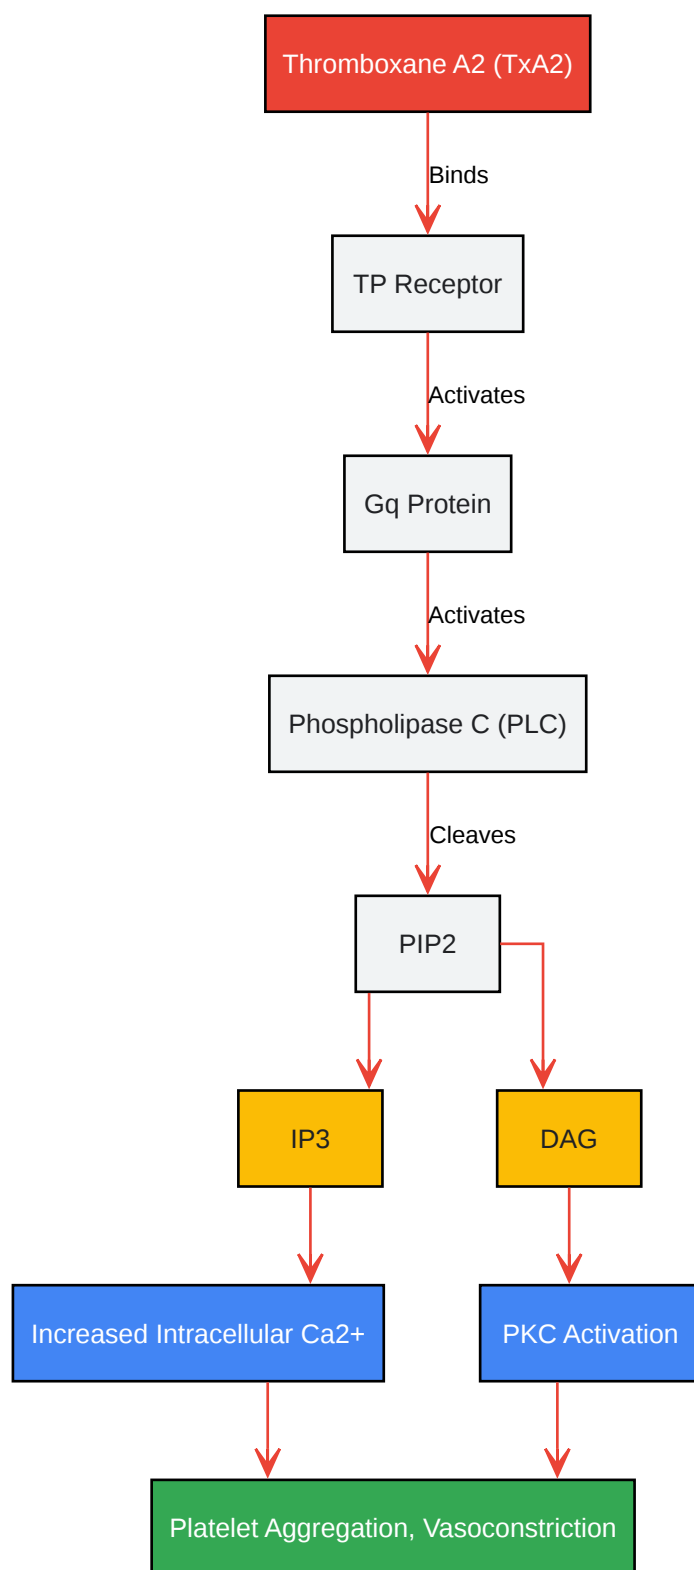 Thromboxane A2 (TxA2)
Binds
TP Receptor
Activates
Gq Protein
Activates
Phospholipase C (PLC)
Cleaves
PIP2
IP3
DAG
Increased Intracellular Ca2+
PKC Activation
Platelet Aggregation, Vasoconstriction